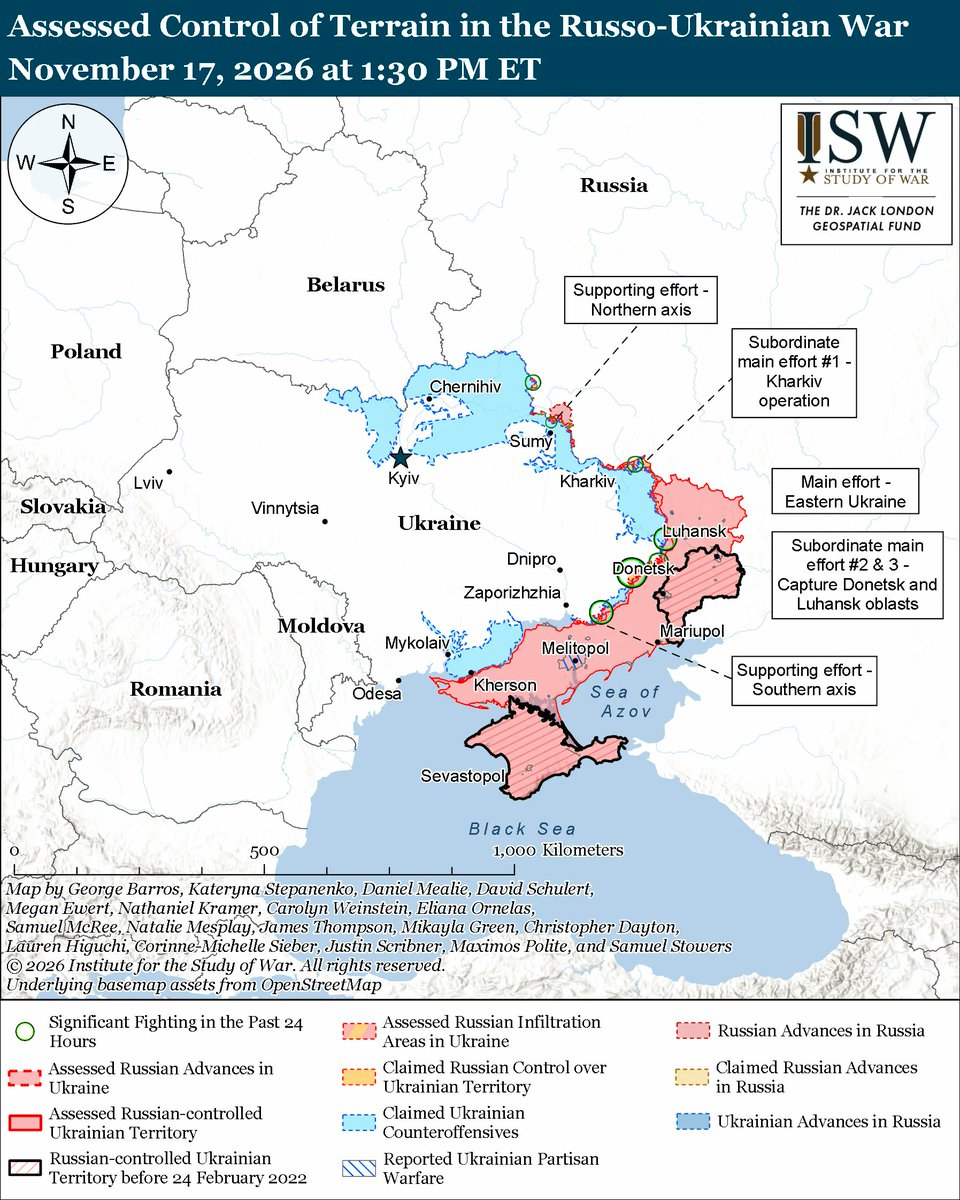 Assessed Control of Terrain in the Russo-Ukrainian War
November 17, 2026 at 1:30 PM ET
N
W
E
S
ISW
INSTITUTE FOR THE
STUDY OF WAR
THE DR. JACK LONDON
GEOSPATIAL FUND
Russia
Belarus
Poland
Supporting effort -
Northern axis
Subordinate
main effort #1 -
Kharkiv
operation
Chernihiv
Sumy
Kyiv
Kharkiv
Lviv
Main effort -
Eastern Ukraine
Slovakia
Vinnytsia
Ukraine
Luhansk
Subordinate main
effort #2 & 3 -
Capture Donetsk and
Luhansk oblasts
Hungary
Dnipro
Donetsk
Zaporizhzhia
Moldova
Mykolaiv
Mariupol
Melitopol
Supporting effort -
Southern axis
Romania
Odesa
Kherson
Sea of
Azov
Sevastopol
Black Sea
0
500
1,000 Kilometers
Map by George Barros, Kateryna Stepanenko, Daniel Mealie, David Schulert,
Megan Ewert, Nathaniel Kramer, Carolyn Weinstein, Eliana Ornelas,
Samuel McRee, Natalie Mesplay, James Thompson, Mikayla Green, Christopher Dayton,
Lauren Higuchi, Corinne-Michelle Sieber, Justin Scribner, Maximos Polite, and Samuel Stowers
© 2026 Institute for the Study of War. All rights reserved.
Underlying basemap assets from OpenStreetMap
Significant Fighting in the Past 24
Hours
Assessed Russian Advances in
Ukraine
Assessed Russian-controlled
Ukrainian Territory
Russian-controlled Ukrainian
Territory before 24 February 2022
Assessed Russian Infiltration
Areas in Ukraine
Claimed Russian Control over
Ukrainian Territory
Claimed Ukrainian
Counteroffensives
Reported Ukrainian Partisan
Warfare
Russian Advances in Russia
Claimed Russian Advances
in Russia
Ukrainian Advances in Russia